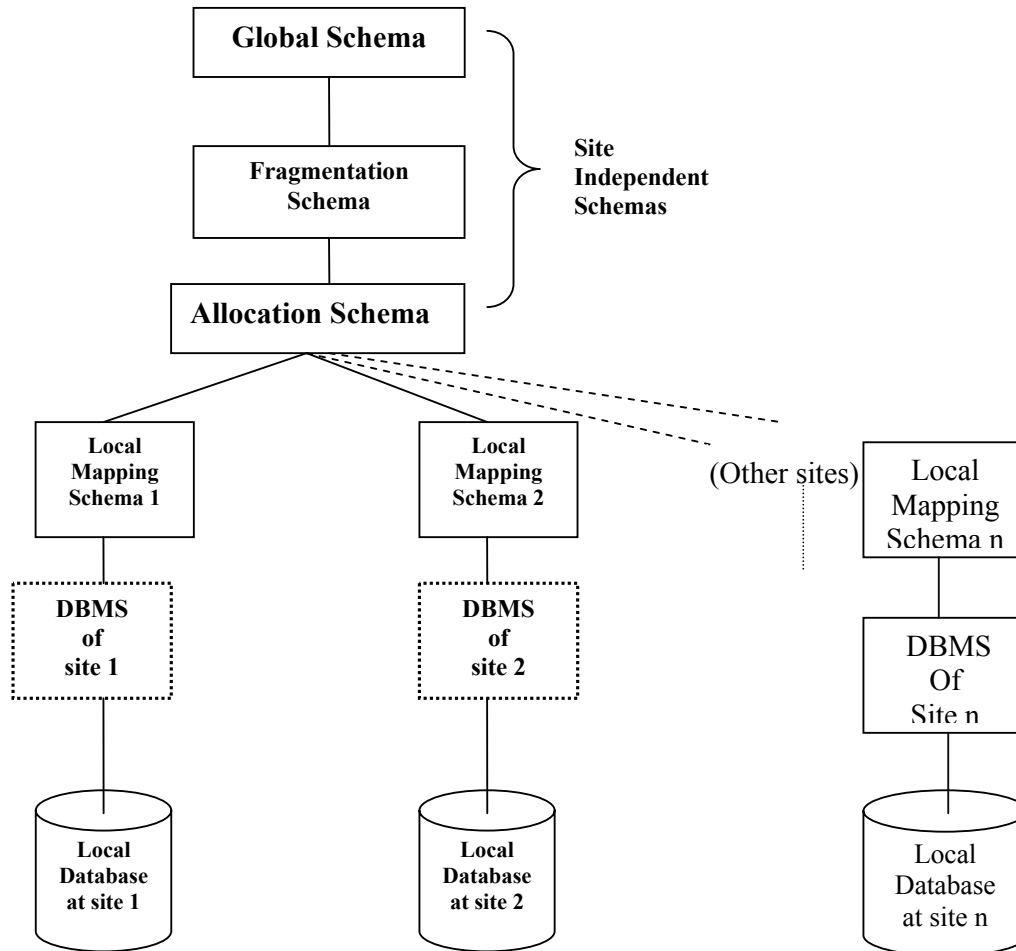 Global Schema
Fragmentation
Schema
Site
Independent
Schemas
Allocation Schema
Local
Mapping
Schema 1
Local
Mapping
Schema 2
(Other sites)
Local
Mapping
Schema n
DBMS
of
site 1
DBMS
of
site 2
DBMS
Of
Site n
Local
Database
at site 1
Local
Database
at site 2
Local
Database
at site n